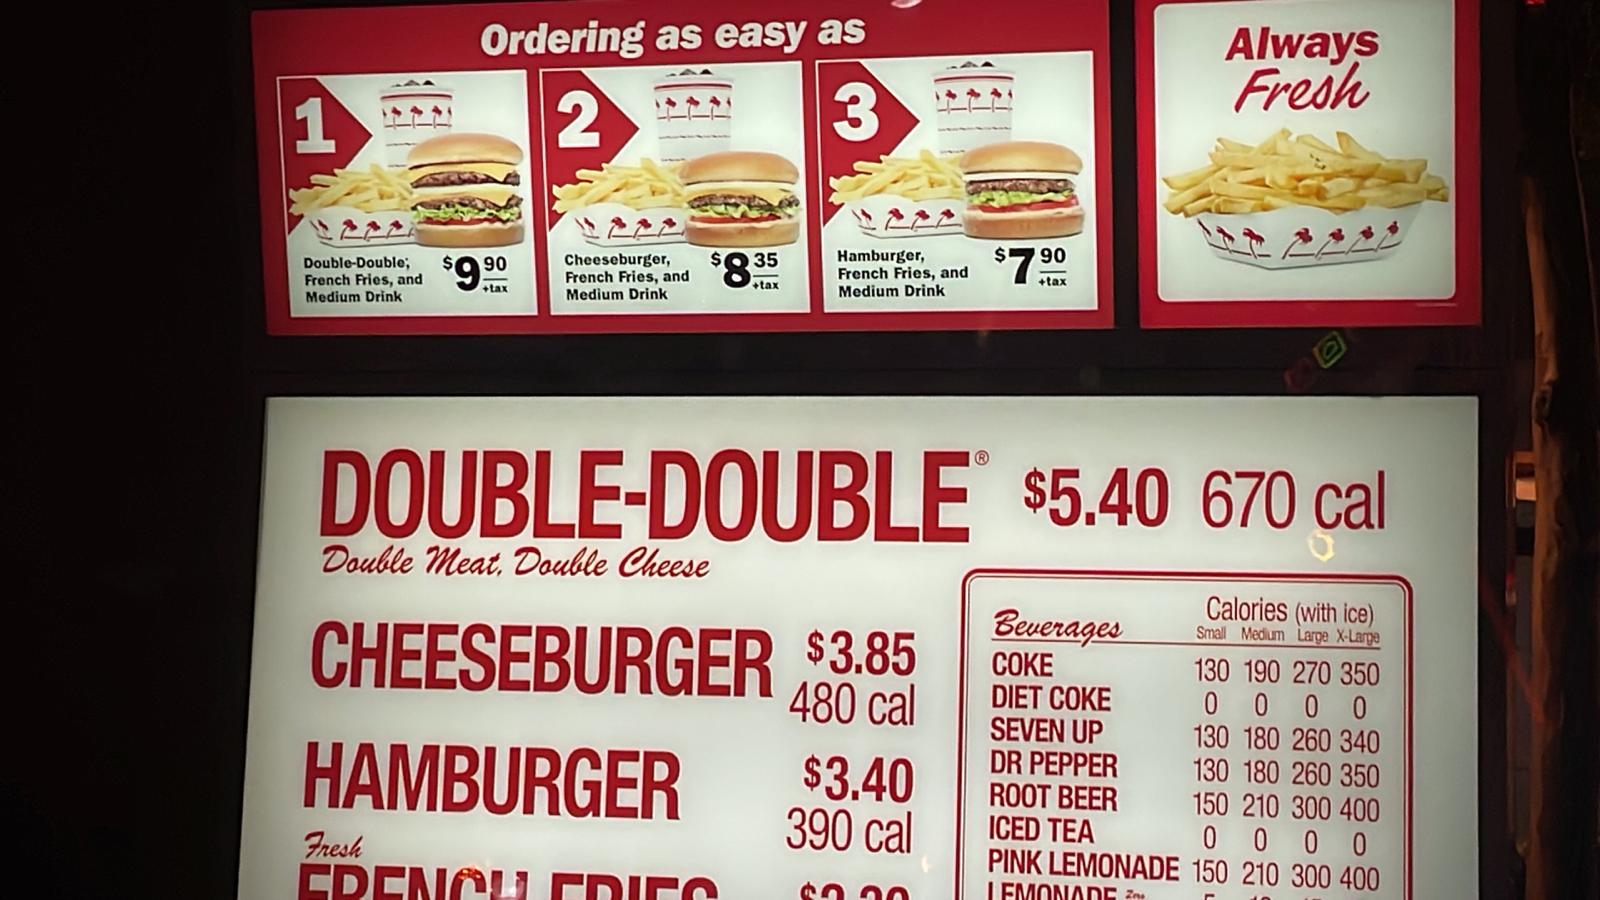 Ordering as easy as
1
Double-Double®,
French Fries, and
Medium Drink
$9 90
+tax
2
Cheeseburger,
French Fries, and
Medium Drink
$8 35
+tax
3
Hamburger,
French Fries, and
Medium Drink
$7 90
+tax
Always
Fresh
DOUBLE-DOUBLE® $5.40 670 cal
Double Meat, Double Cheese
CHEESEBURGER $3.85
480 cal
HAMBURGER $3.40
390 cal
Fresh
FRENCH FRIES
Beverages Calories (with ice)
Small Medium Large X-Large
COKE 130 190 270 350
DIET COKE 0 0 0 0
SEVEN UP 130 180 260 340
DR PEPPER 130 180 260 350
ROOT BEER 150 210 300 400
ICED TEA 0 0 0 0
PINK LEMONADE 150 210 300 400
LEMONADE